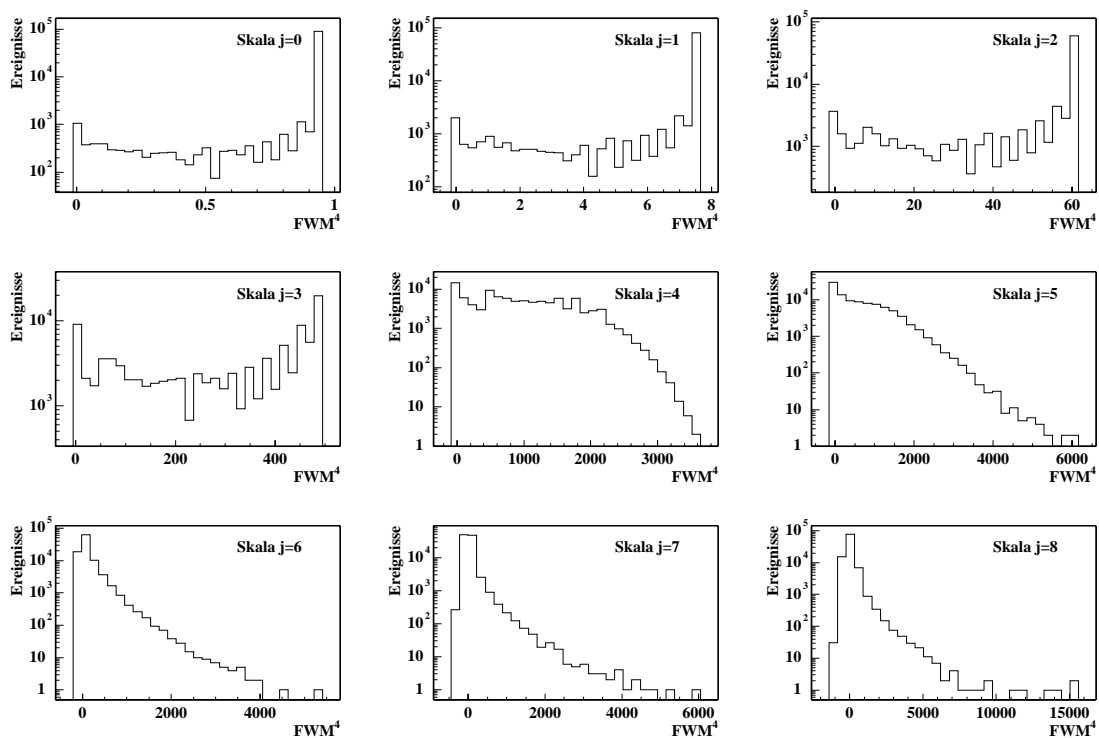 Ereignisse
10^5
10^4
10^3
10^2
Skala j=0
0 0.5 1
FWM^4
Ereignisse
10^5
10^4
10^3
10^2
Skala j=1
0 2 4 6 8
FWM^4
Ereignisse
10^5
10^4
10^3
Skala j=2
0 20 40 60
FWM^4
Ereignisse
10^4
10^3
Skala j=3
0 200 400
FWM^4
Ereignisse
10^4
10^3
10^2
10
1
Skala j=4
0 1000 2000 3000
FWM^4
Ereignisse
10^4
10^3
10^2
10
1
Skala j=5
0 2000 4000 6000
FWM^4
Ereignisse
10^5
10^4
10^3
10^2
10
1
Skala j=6
0 2000 4000
FWM^4
Ereignisse
10^4
10^3
10^2
10
1
Skala j=7
0 2000 4000 6000
FWM^4
Ereignisse
10^5
10^4
10^3
10^2
10
1
Skala j=8
0 5000 10000 15000
FWM^4